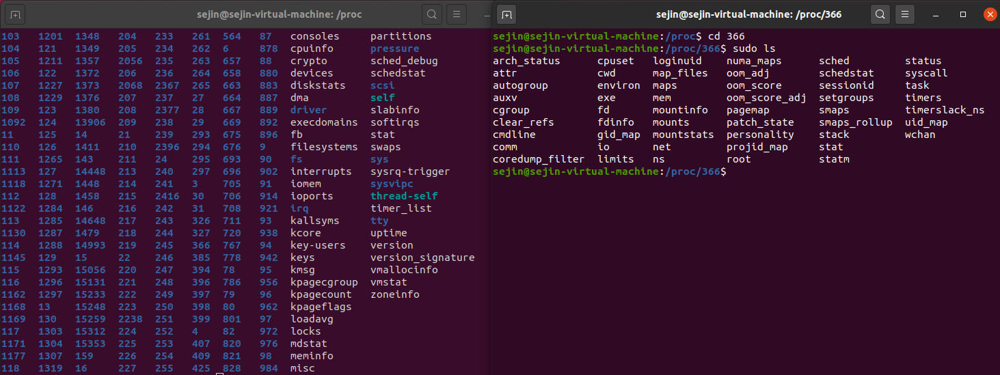 sejin@sejin-virtual-machine: /proc
103 1201 1348 204 233 261 564 87 consoles partitions
104 121 1349 205 234 262 6 878 cpuinfo pressure
105 1211 1357 2056 235 263 657 88 crypto sched_debug
106 122 1372 206 236 264 658 880 devices schedstat
107 1227 1373 2068 2367 265 663 883 diskstats scsi
108 1229 1376 207 237 27 664 887 dma self
109 123 1380 208 2377 28 667 889 driver slabinfo
1092 124 13906 209 238 29 669 892 execdomains softirqs
11 125 14 21 239 293 675 896 fb stat
110 126 1411 210 2396 294 676 9 filesystems swaps
111 1265 143 211 24 295 693 90 fs sys
1113 127 14448 213 240 297 696 902 interrupts sysrq-trigger
1118 1271 1448 214 241 3 705 91 iomem sysvipc
112 128 1458 215 2416 30 706 914 ioports thread-self
1122 1284 146 216 242 31 708 921 irq timer_list
113 1285 14648 217 243 326 711 93 kallsyms tty
1130 1287 1479 218 244 327 720 938 kcore uptime
114 1288 14993 219 245 366 767 94 key-users version
1145 129 15 22 246 385 778 942 keys version_signature
115 1293 15056 220 247 394 78 95 kmsg vmallocinfo
116 1296 15131 221 248 396 786 956 kpagecgroup vmstat
1162 1297 15233 222 249 397 79 96 kpagecount zoneinfo
1168 13 15248 223 250 398 80 962 kpageflags
1169 130 15259 2238 251 399 801 97 loadavg
117 1303 15312 224 252 4 82 972 locks
1171 1304 15353 225 253 407 820 976 mdstat
1177 1307 159 226 254 409 821 98 meminfo
118 1319 16 227 255 425 828 984 misc
sejin@sejin-virtual-machine: /proc/366
sejin@sejin-virtual-machine:/proc$ cd 366
sejin@sejin-virtual-machine:/proc/366$ sudo ls
arch_status cpuset loginuid numa_maps sched status
attr cwd map_files oom_adj schedstat syscall
autogroup environ maps oom_score sessionid task
auxv exe mem oom_score_adj setgroups timers
cgroup fd mountinfo pagemap smaps timerslack_ns
clear_refs fdinfo mounts patch_state smaps_rollup uid_map
cmdline gid_map mountstats personality stack wchan
comm io net projid_map stat
coredump_filter limits ns root statm
sejin@sejin-virtual-machine:/proc/366$